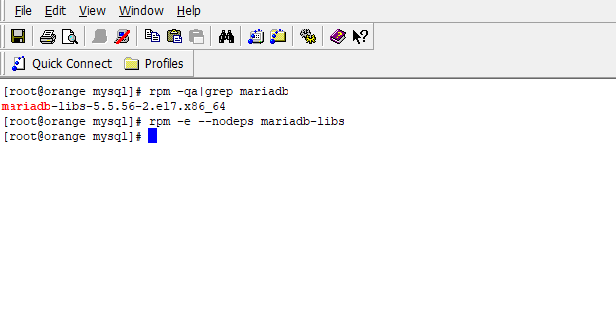 File Edit View Window Help
Quick Connect Profiles
[root@orange mysql]# rpm -qa|grep mariadb
mariadb-libs-5.5.56-2.el7.x86_64
[root@orange mysql]# rpm -e --nodeps mariadb-libs
[root@orange mysql]#